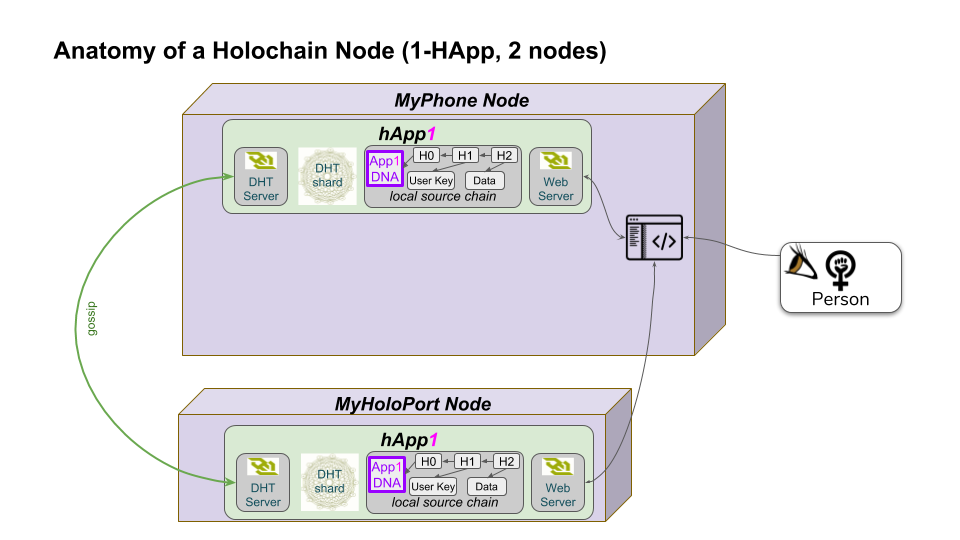 Anatomy of a Holochain Node (1-HApp, 2 nodes)
MyPhone Node
hApp1
DHT
Server
DHT
shard
App1
DNA
H0
H1
H2
User Key
Data
local source chain
Web
Server
</>
Person
gossip
MyHoloPort Node
hApp1
DHT
Server
DHT
shard
App1
DNA
H0
H1
H2
User Key
Data
local source chain
Web
Server